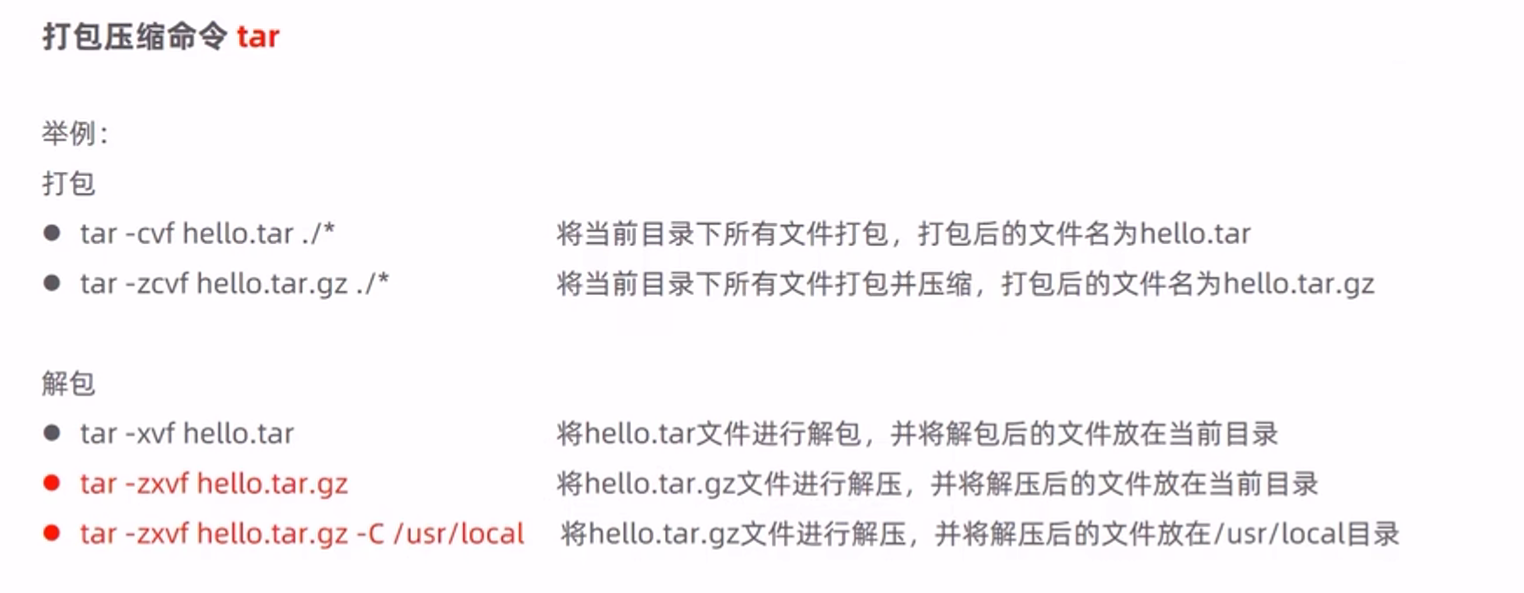 打包压缩命令 tar
举例：
打包
● tar -cvf hello.tar ./* 将当前目录下所有文件打包，打包后的文件名为hello.tar
● tar -zcvf hello.tar.gz ./* 将当前目录下所有文件打包并压缩，打包后的文件名为hello.tar.gz
解包
● tar -xvf hello.tar 将hello.tar文件进行解包，并将解包后的文件放在当前目录
● tar -zxvf hello.tar.gz 将hello.tar.gz文件进行解压，并将解压后的文件放在当前目录
● tar -zxvf hello.tar.gz -C /usr/local 将hello.tar.gz文件进行解压，并将解压后的文件放在/usr/local目录